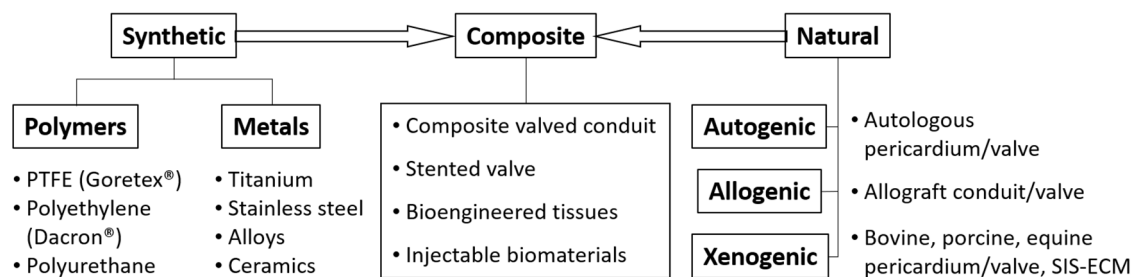 Synthetic
Composite
Natural
Polymers
Metals
• PTFE (Goretex®)
• Polyethylene
(Dacron®)
• Polyurethane
• Titanium
• Stainless steel
• Alloys
• Ceramics
• Composite valved conduit
• Stented valve
• Bioengineered tissues
• Injectable biomaterials
Autogenic
• Autologous
pericardium/valve
Allogenic
• Allograft conduit/valve
Xenogenic
• Bovine, porcine, equine
pericardium/valve, SIS-ECM